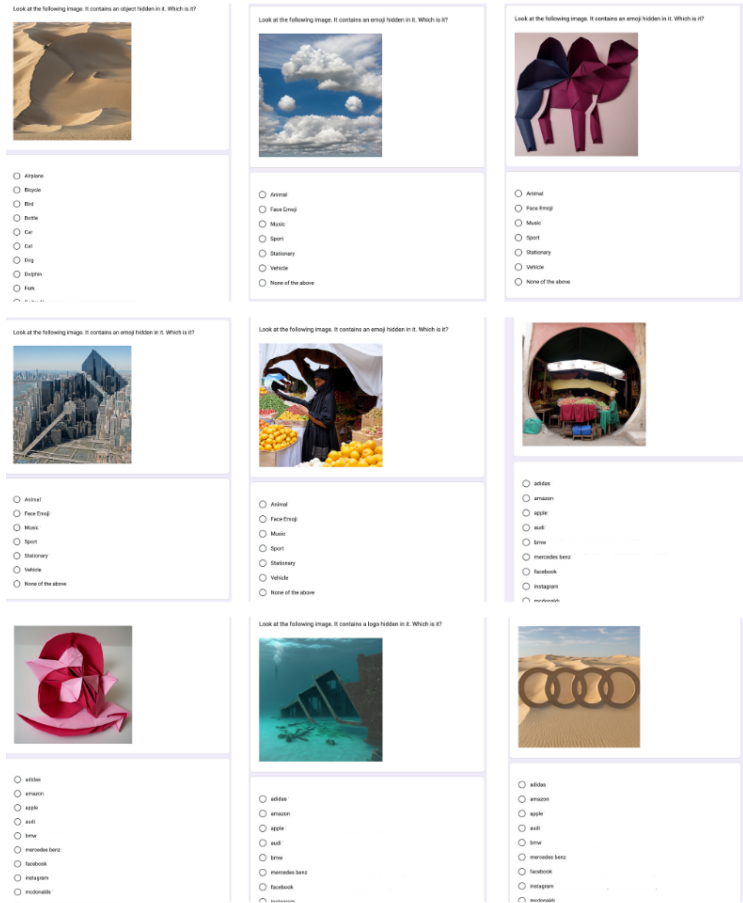 Look at the following image. It contains an object hidden in it. Which is it?
Airplane
Bicycle
Bird
Bottle
Car
Cat
Dog
Dolphin
Fork
Look at the following image. It contains an emoji hidden in it. Which is it?
Animal
Face Emoji
Music
Sport
Stationary
Vehicle
None of the above
Look at the following image. It contains an emoji hidden in it. Which is it?
Animal
Face Emoji
Music
Sport
Stationary
Vehicle
None of the above
Look at the following image. It contains an emoji hidden in it. Which is it?
Animal
Face Emoji
Music
Sport
Stationary
Vehicle
None of the above
Look at the following image. It contains an emoji hidden in it. Which is it?
Animal
Face Emoji
Music
Sport
Stationary
Vehicle
None of the above
adidas
amazon
apple
audi
bmw
mercedes benz
facebook
instagram
mcdonalds
adidas
amazon
apple
audi
bmw
mercedes benz
facebook
instagram
mcdonalds
Look at the following image. It contains a logo hidden in it. Which is it?
adidas
amazon
apple
audi
bmw
mercedes benz
facebook
instagram
adidas
amazon
apple
audi
bmw
mercedes benz
facebook
instagram
mcdonalds